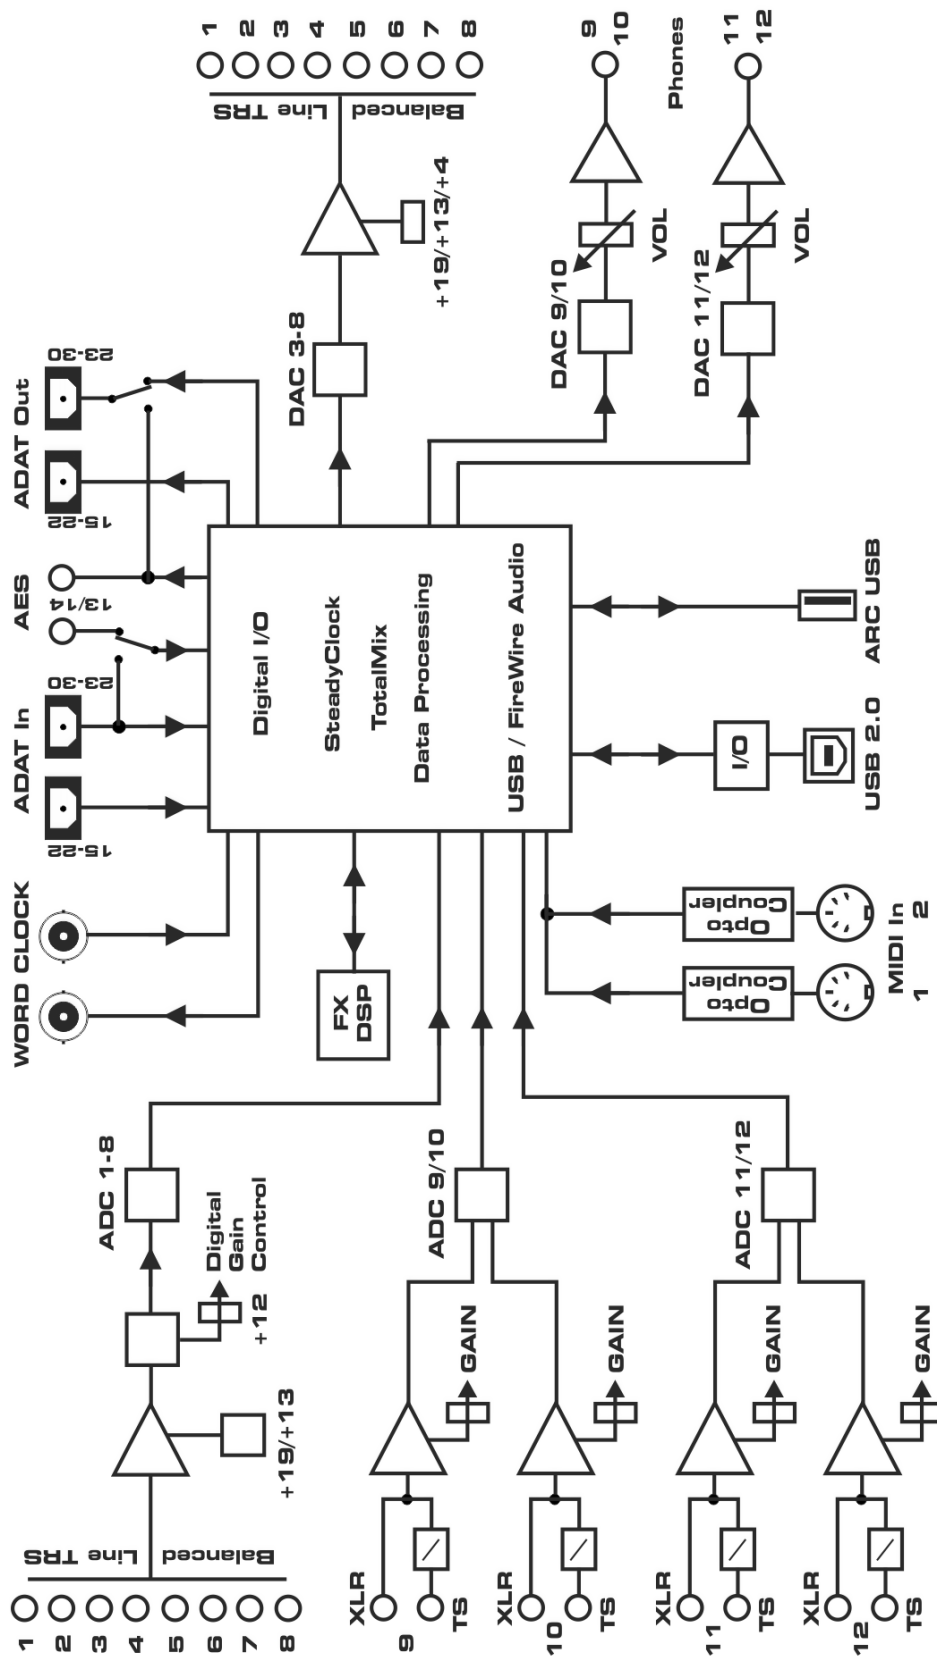 1
2
3
4
5
6
7
8
Balanced
Line TRS
+19/+13
+12
Digital
Gain
Control
ADC 1-8
WORD CLOCK
ADAT In
15-22
23-30
AES
13/14
ADAT Out
15-22
23-30
FX
DSP
Digital I/O
SteadyClock
TotalMix
Data Processing
USB / FireWire Audio
DAC 3-8
+19/+13/+4
Balanced
Line TRS
1
2
3
4
5
6
7
8
XLR
9
TS
GAIN
ADC 9/10
XLR
10
TS
GAIN
XLR
11
TS
GAIN
ADC 11/12
XLR
12
TS
GAIN
Opto
Coupler
Opto
Coupler
MIDI In
1
2
I/O
USB 2.0
ARC USB
DAC 9/10
VOL
9
10
Phones
DAC 11/12
VOL
11
12